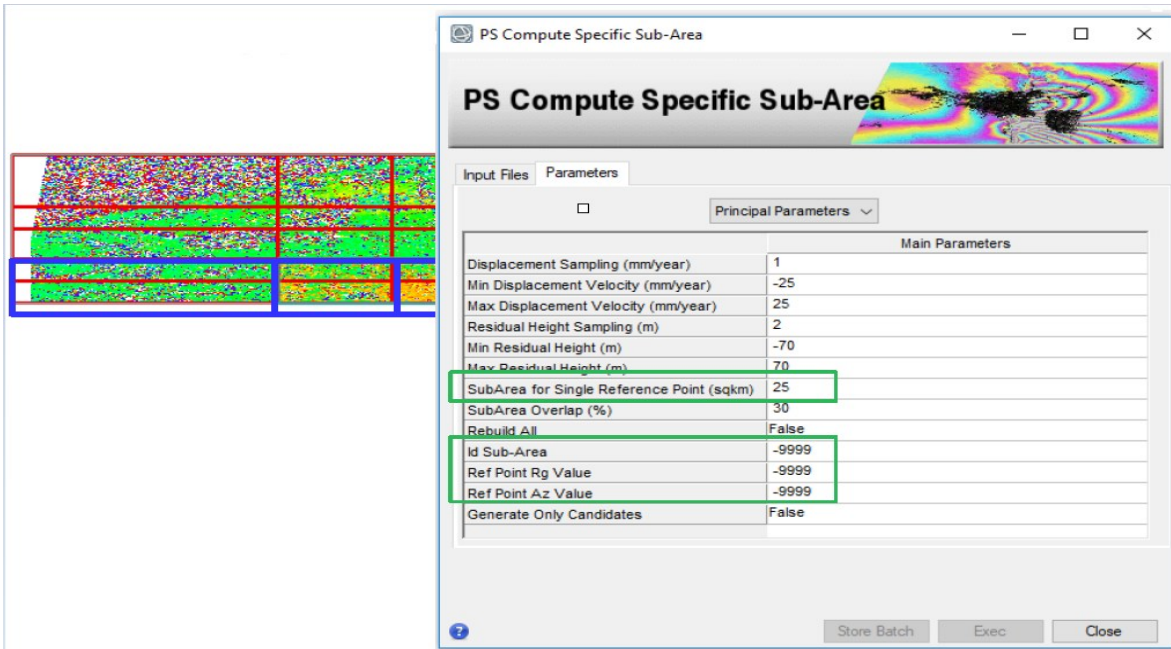 PS Compute Specific Sub-Area
PS Compute Specific Sub-Area
Input Files Parameters
Principal Parameters
Main Parameters
Displacement Sampling (mm/year) 1
Min Displacement Velocity (mm/year) -25
Max Displacement Velocity (mm/year) 25
Residual Height Sampling (m) 2
Min Residual Height (m) -70
Max Residual Height (m) 70
SubArea for Single Reference Point (sqkm) 25
SubArea Overlap (%) 30
Rebuild All False
Id Sub-Area -9999
Ref Point Rg Value -9999
Ref Point Az Value -9999
Generate Only Candidates False
? Store Batch Exec Close